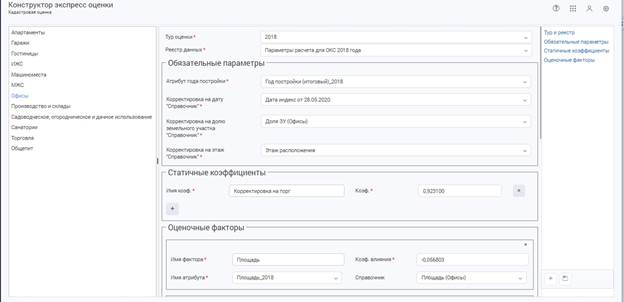 Конструктор экспресс оценки
Кадастровая оценка
Апартаменты
Гаражи
Гостиницы
ИЖС
Машиноместа
МЖС
Офисы
Производство и склады
Садоводческое, огородническое и дачное использование
Санатории
Торговля
Общепит
Тур оценки *
2018
Реестр данных *
Параметры расчета для ОКС 2018 года
Обязательные параметры
Атрибут года постройки *
Год постройки (итоговый)_2018
Корректировка на дату
"Справочник" *
Дата индекс от 28.05.2020
Корректировка на долю
земельного участка
"Справочник" *
Доля ЗУ (Офисы)
Корректировка на этаж
"Справочник" *
Этаж расположения
Статичные коэффициенты
Имя коэф. *
Корректировка на торг
Коэф. *
0,923100
×
+
Оценочные факторы
×
Имя фактора *
Площадь
Коэф. влияния *
-0,056803
Имя атрибута *
Площадь_2018
Справочник
Площадь (Офисы)
Тур и реестр
Обязательные параметры
Статичные коэффициенты
Оценочные факторы
+